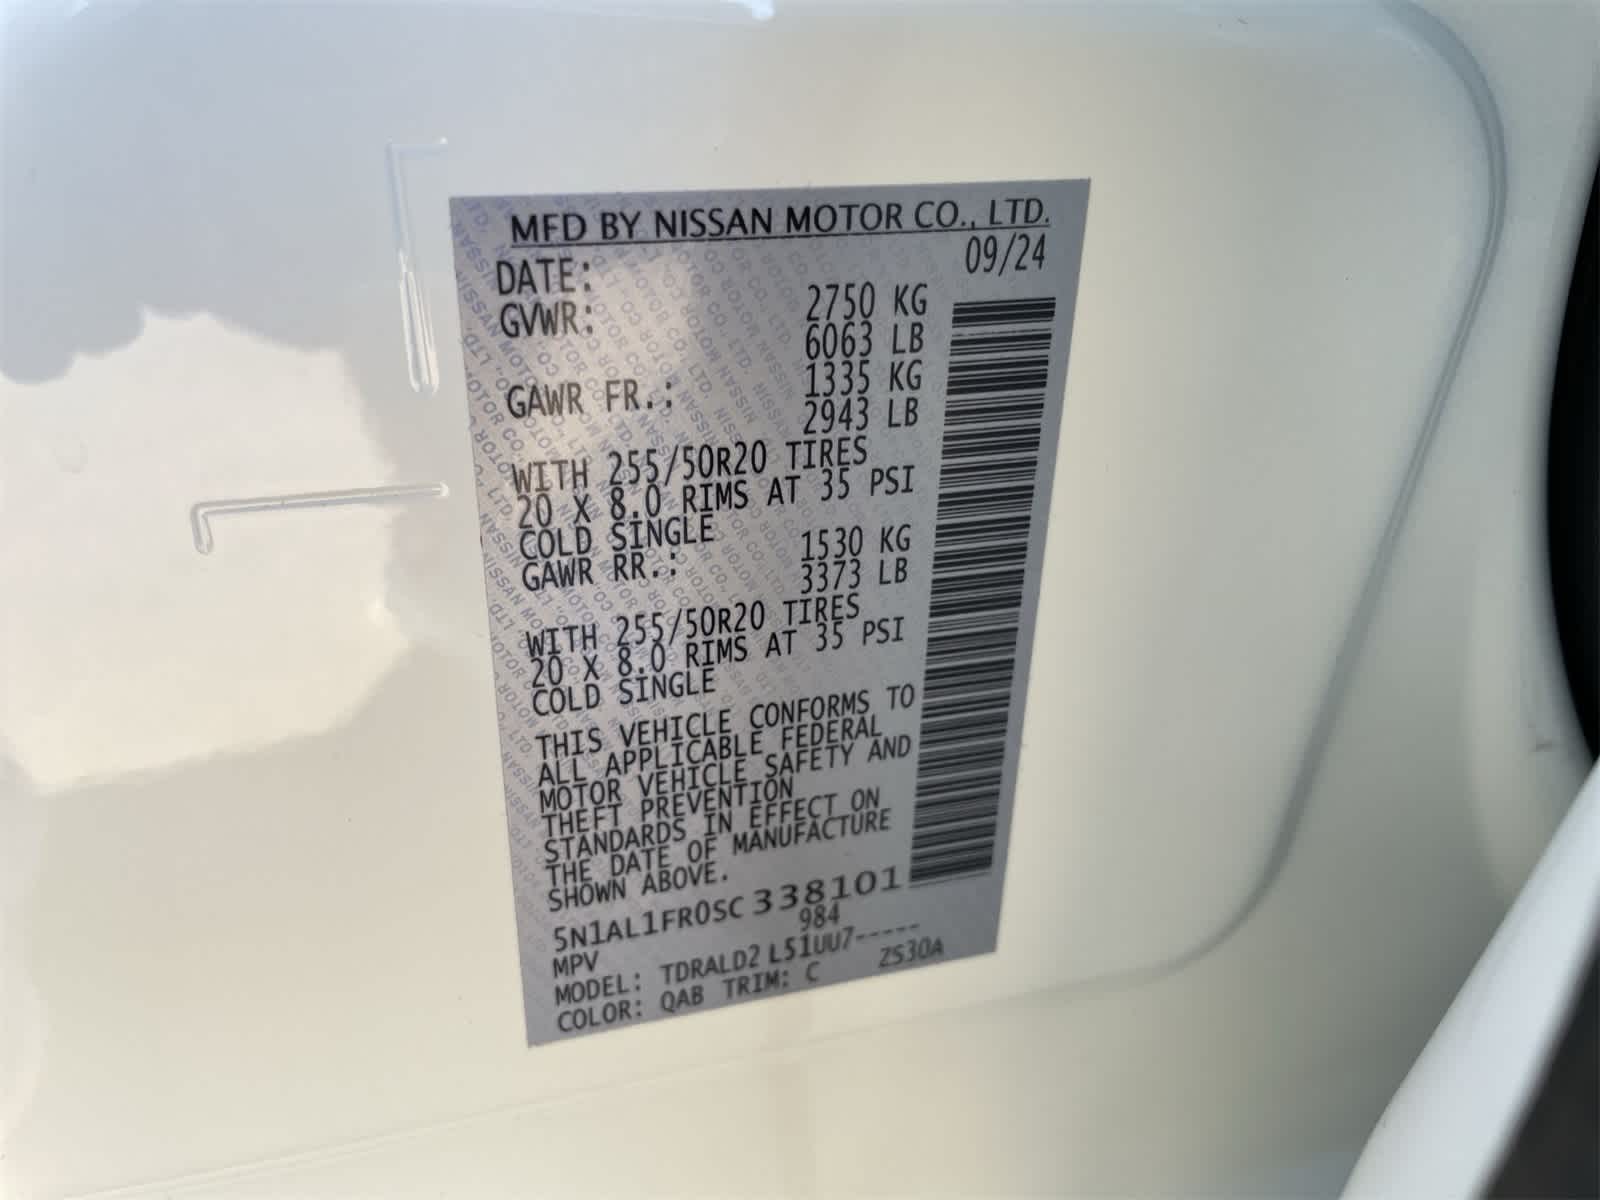 MFD BY NISSAN MOTOR CO., LTD.
DATE: 09/24
GVWR: 2750 KG
6063 LB
GAWR FR.: 1335 KG
2943 LB
WITH 255/50R20 TIRES
20 X 8.0 RIMS AT 35 PSI
COLD SINGLE
GAWR RR.: 1530 KG
3373 LB
WITH 255/50R20 TIRES
20 X 8.0 RIMS AT 35 PSI
COLD SINGLE
THIS VEHICLE CONFORMS TO
ALL APPLICABLE FEDERAL
MOTOR VEHICLE SAFETY AND
THEFT PREVENTION
STANDARDS IN EFFECT ON
THE DATE OF MANUFACTURE
SHOWN ABOVE.
5N1AL1FR0SC 338101
MPV 984
MODEL: TDRALD2 L51UU7-----
COLOR: QAB TRIM: C ZS30A